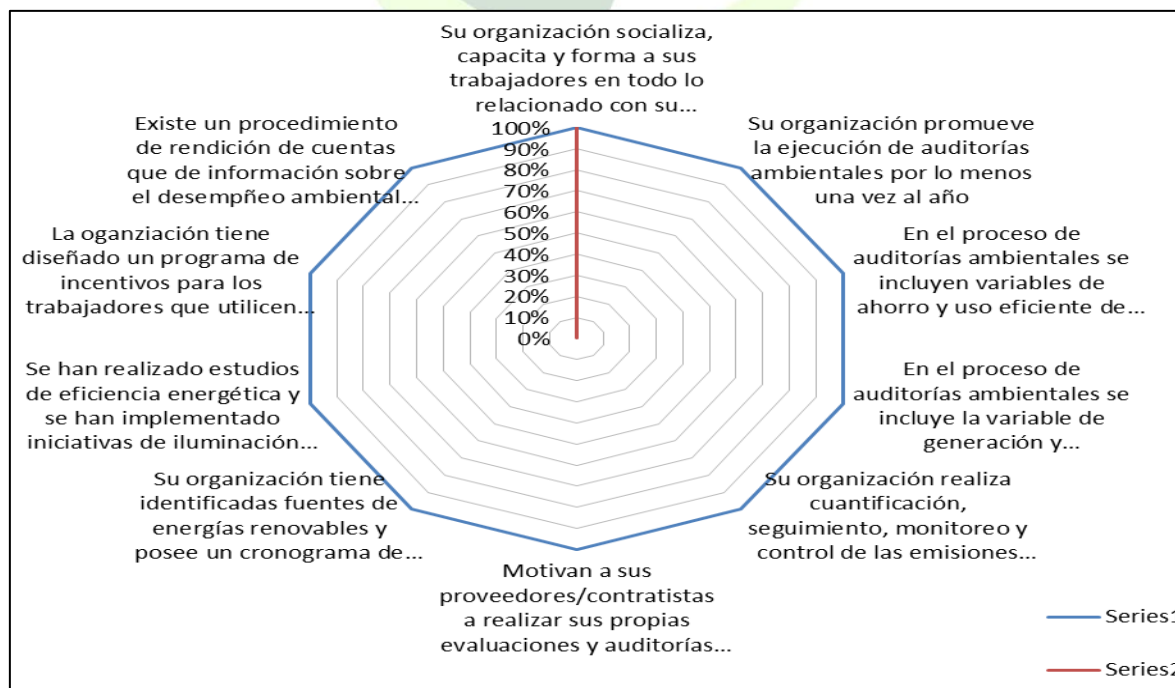 Su organización socializa,
capacita y forma a sus
trabajadores en todo lo
relacionado con su...
Su organización promueve
la ejecución de auditorías
ambientales por lo menos
una vez al año
En el proceso de
auditorías ambientales se
incluyen variables de
ahorro y uso eficiente de...
En el proceso de
auditorías ambientales se
incluye la variable de
generación y...
Su organización realiza
cuantificación,
seguimiento, monitoreo y
control de las emisiones...
Motivan a sus
proveedores/contratistas
a realizar sus propias
evaluaciones y auditorías...
Su organización tiene
identificadas fuentes de
energías renovables y
posee un cronograma de...
Se han realizado estudios
de eficiencia energética y
se han implementado
iniciativas de iluminación...
La oganziación tiene
diseñado un programa de
incentivos para los
trabajadores que utilicen...
Existe un procedimiento
de rendición de cuentas
que de información sobre
el desempñeo ambiental...
100%
90%
80%
70%
60%
50%
40%
30%
20%
10%
0%
Series1
Series2